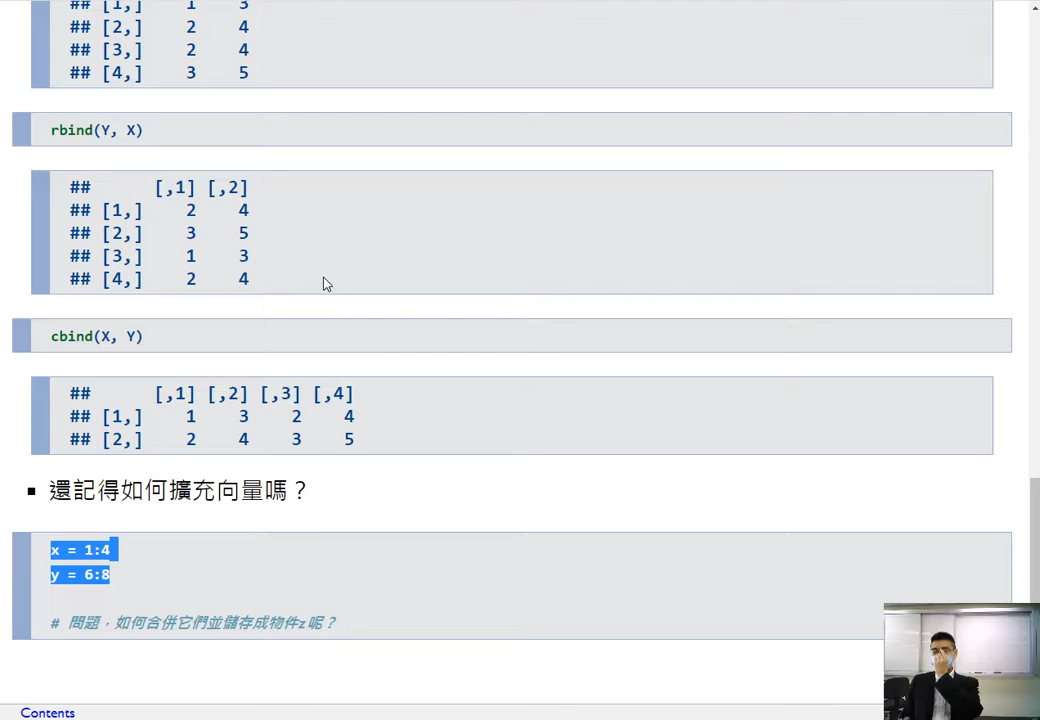 ## [1,] 1 3
## [2,] 2 4
## [3,] 2 4
## [4,] 3 5
rbind(Y, X)
## [,1] [,2]
## [1,] 2 4
## [2,] 3 5
## [3,] 1 3
## [4,] 2 4
cbind(X, Y)
## [,1] [,2] [,3] [,4]
## [1,] 1 3 2 4
## [2,] 2 4 3 5
▪ 還記得如何擴充向量嗎？
x = 1:4
y = 6:8
# 問題，如何合併它們並儲存成物件z呢？
Contents